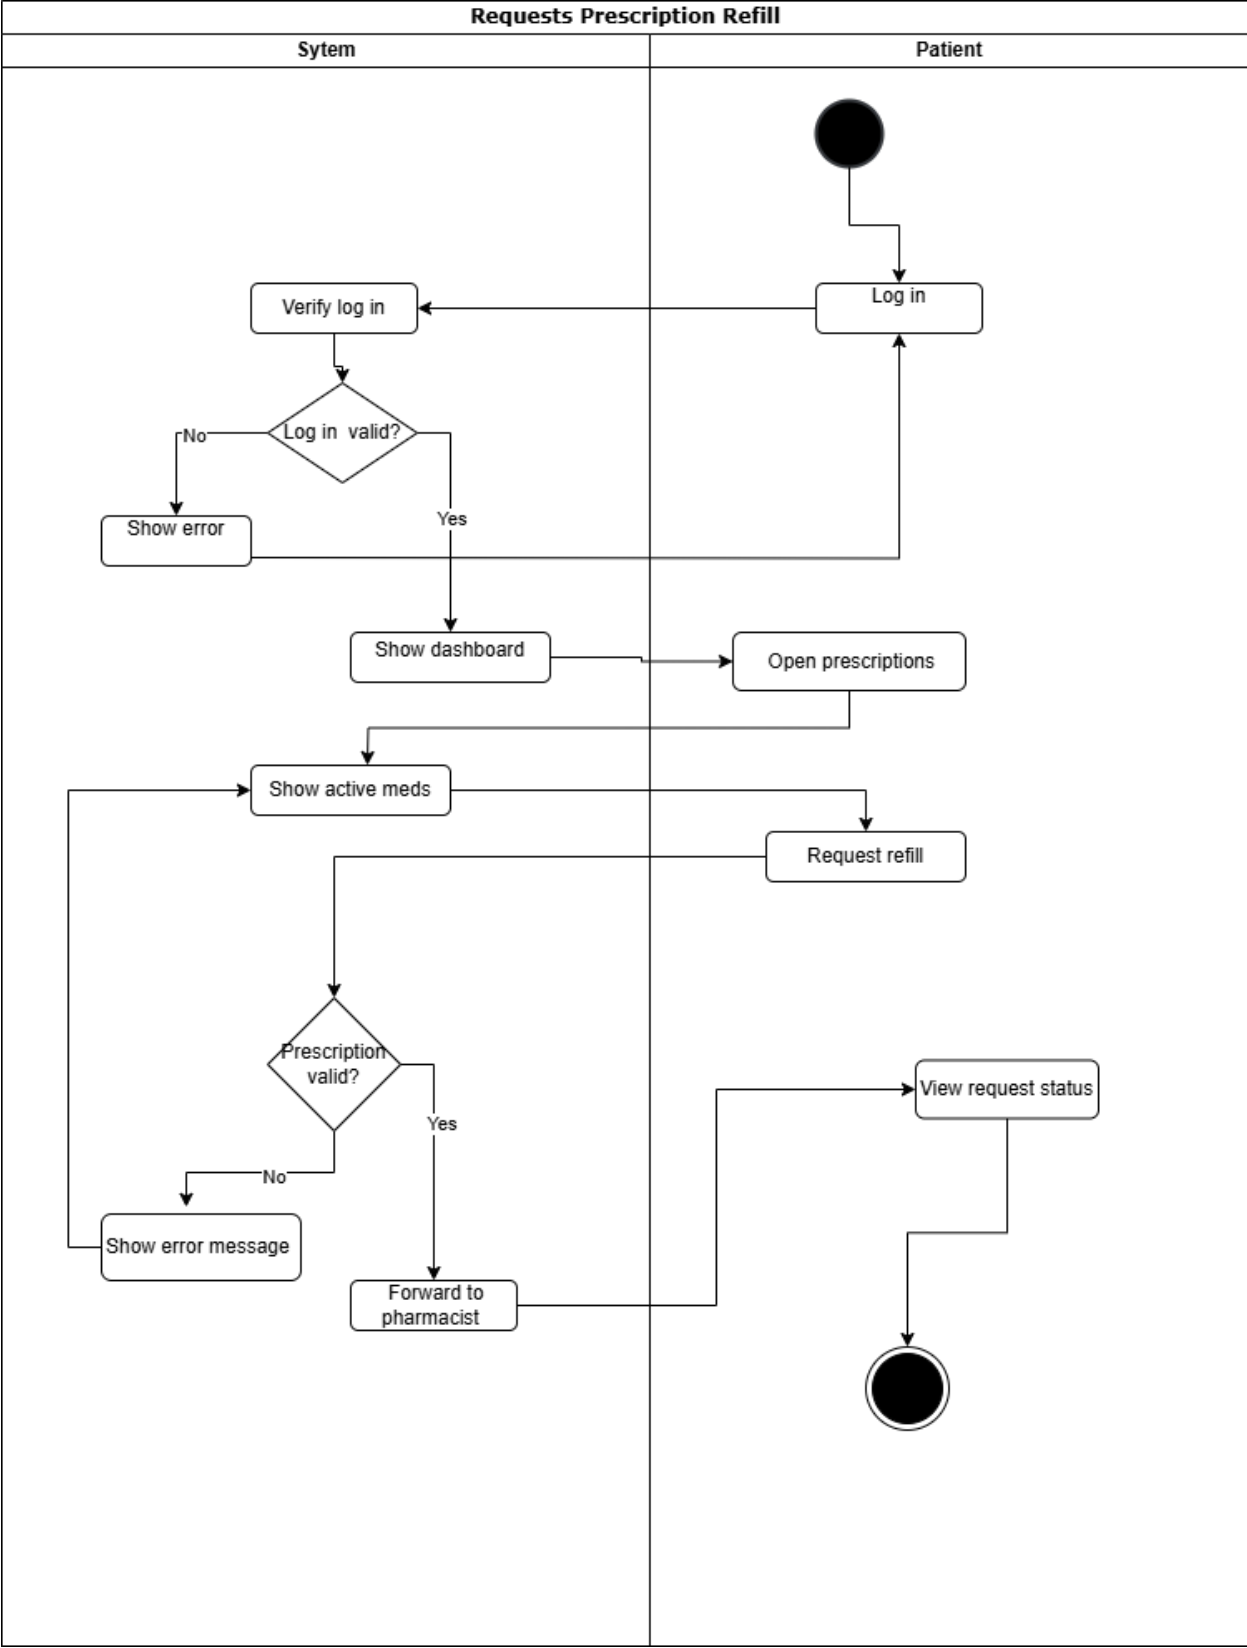 Requests Prescription Refill
Sytem
Patient
Log in
Verify log in
Log in  valid?
No
Yes
Show error
Show dashboard
Open prescriptions
Show active meds
Request refill
Prescription
valid?
Yes
No
View request status
Show error message
Forward to
pharmacist